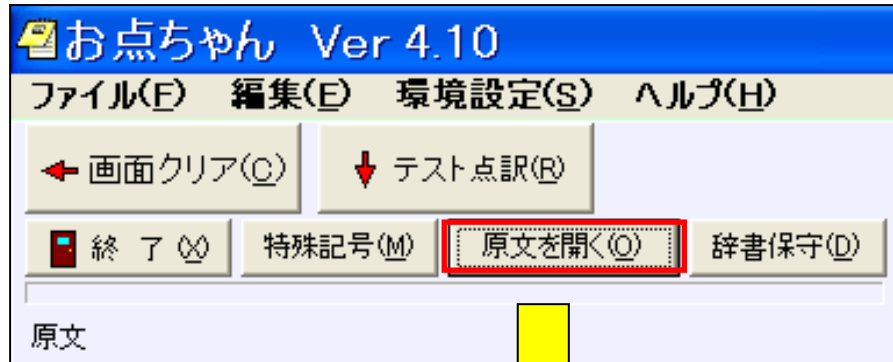 お点ちゃん Ver 4.10
ファイル(F) 編集(E) 環境設定(S) ヘルプ(H)
画面クリア(C) テスト点訳(R)
終 了(X) 特殊記号(M) 原文を開く(O) 辞書保守(D)
原文